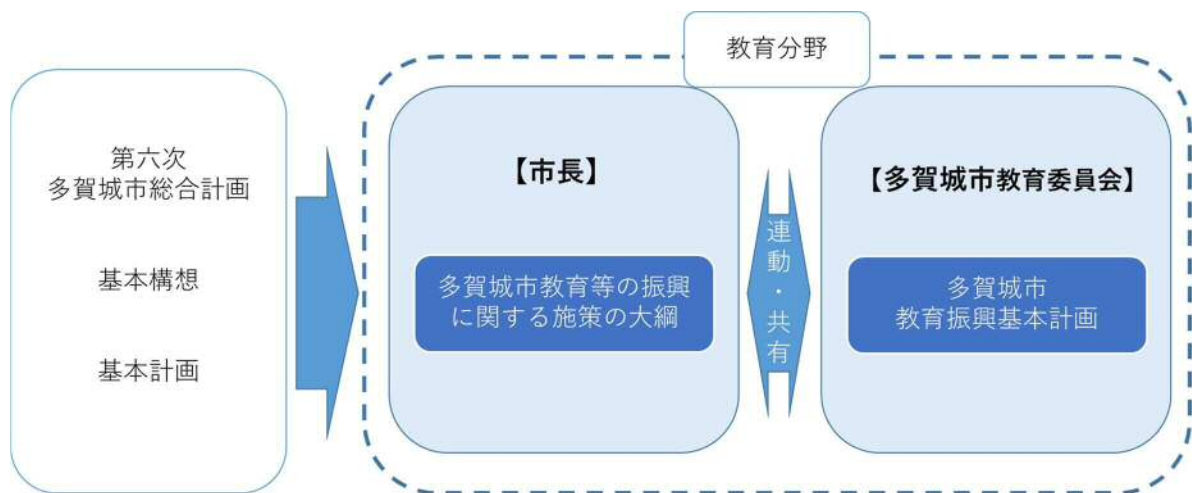 教育分野
第六次
多賀城市総合計画
基本構想
基本計画
【市長】
多賀城市教育等の振興
に関する施策の大綱
連動・共有
【多賀城市教育委員会】
多賀城市
教育振興基本計画